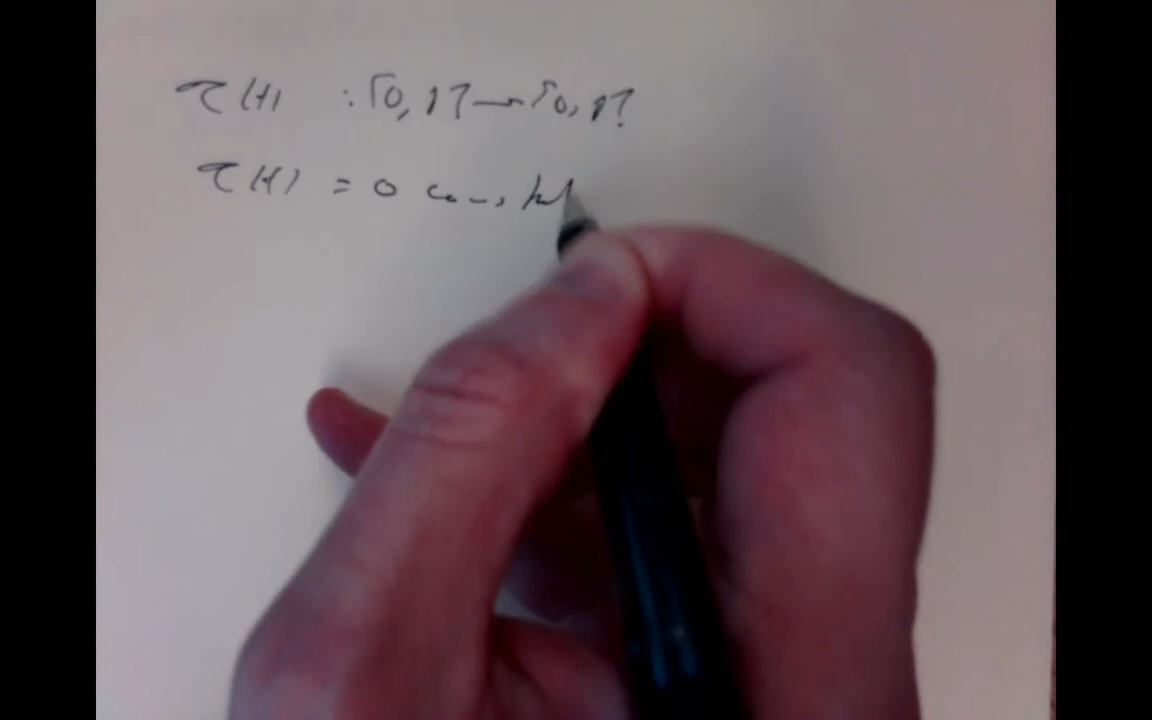 τ(t) : [0,1] → [0,1]
τ(t) = 0 const